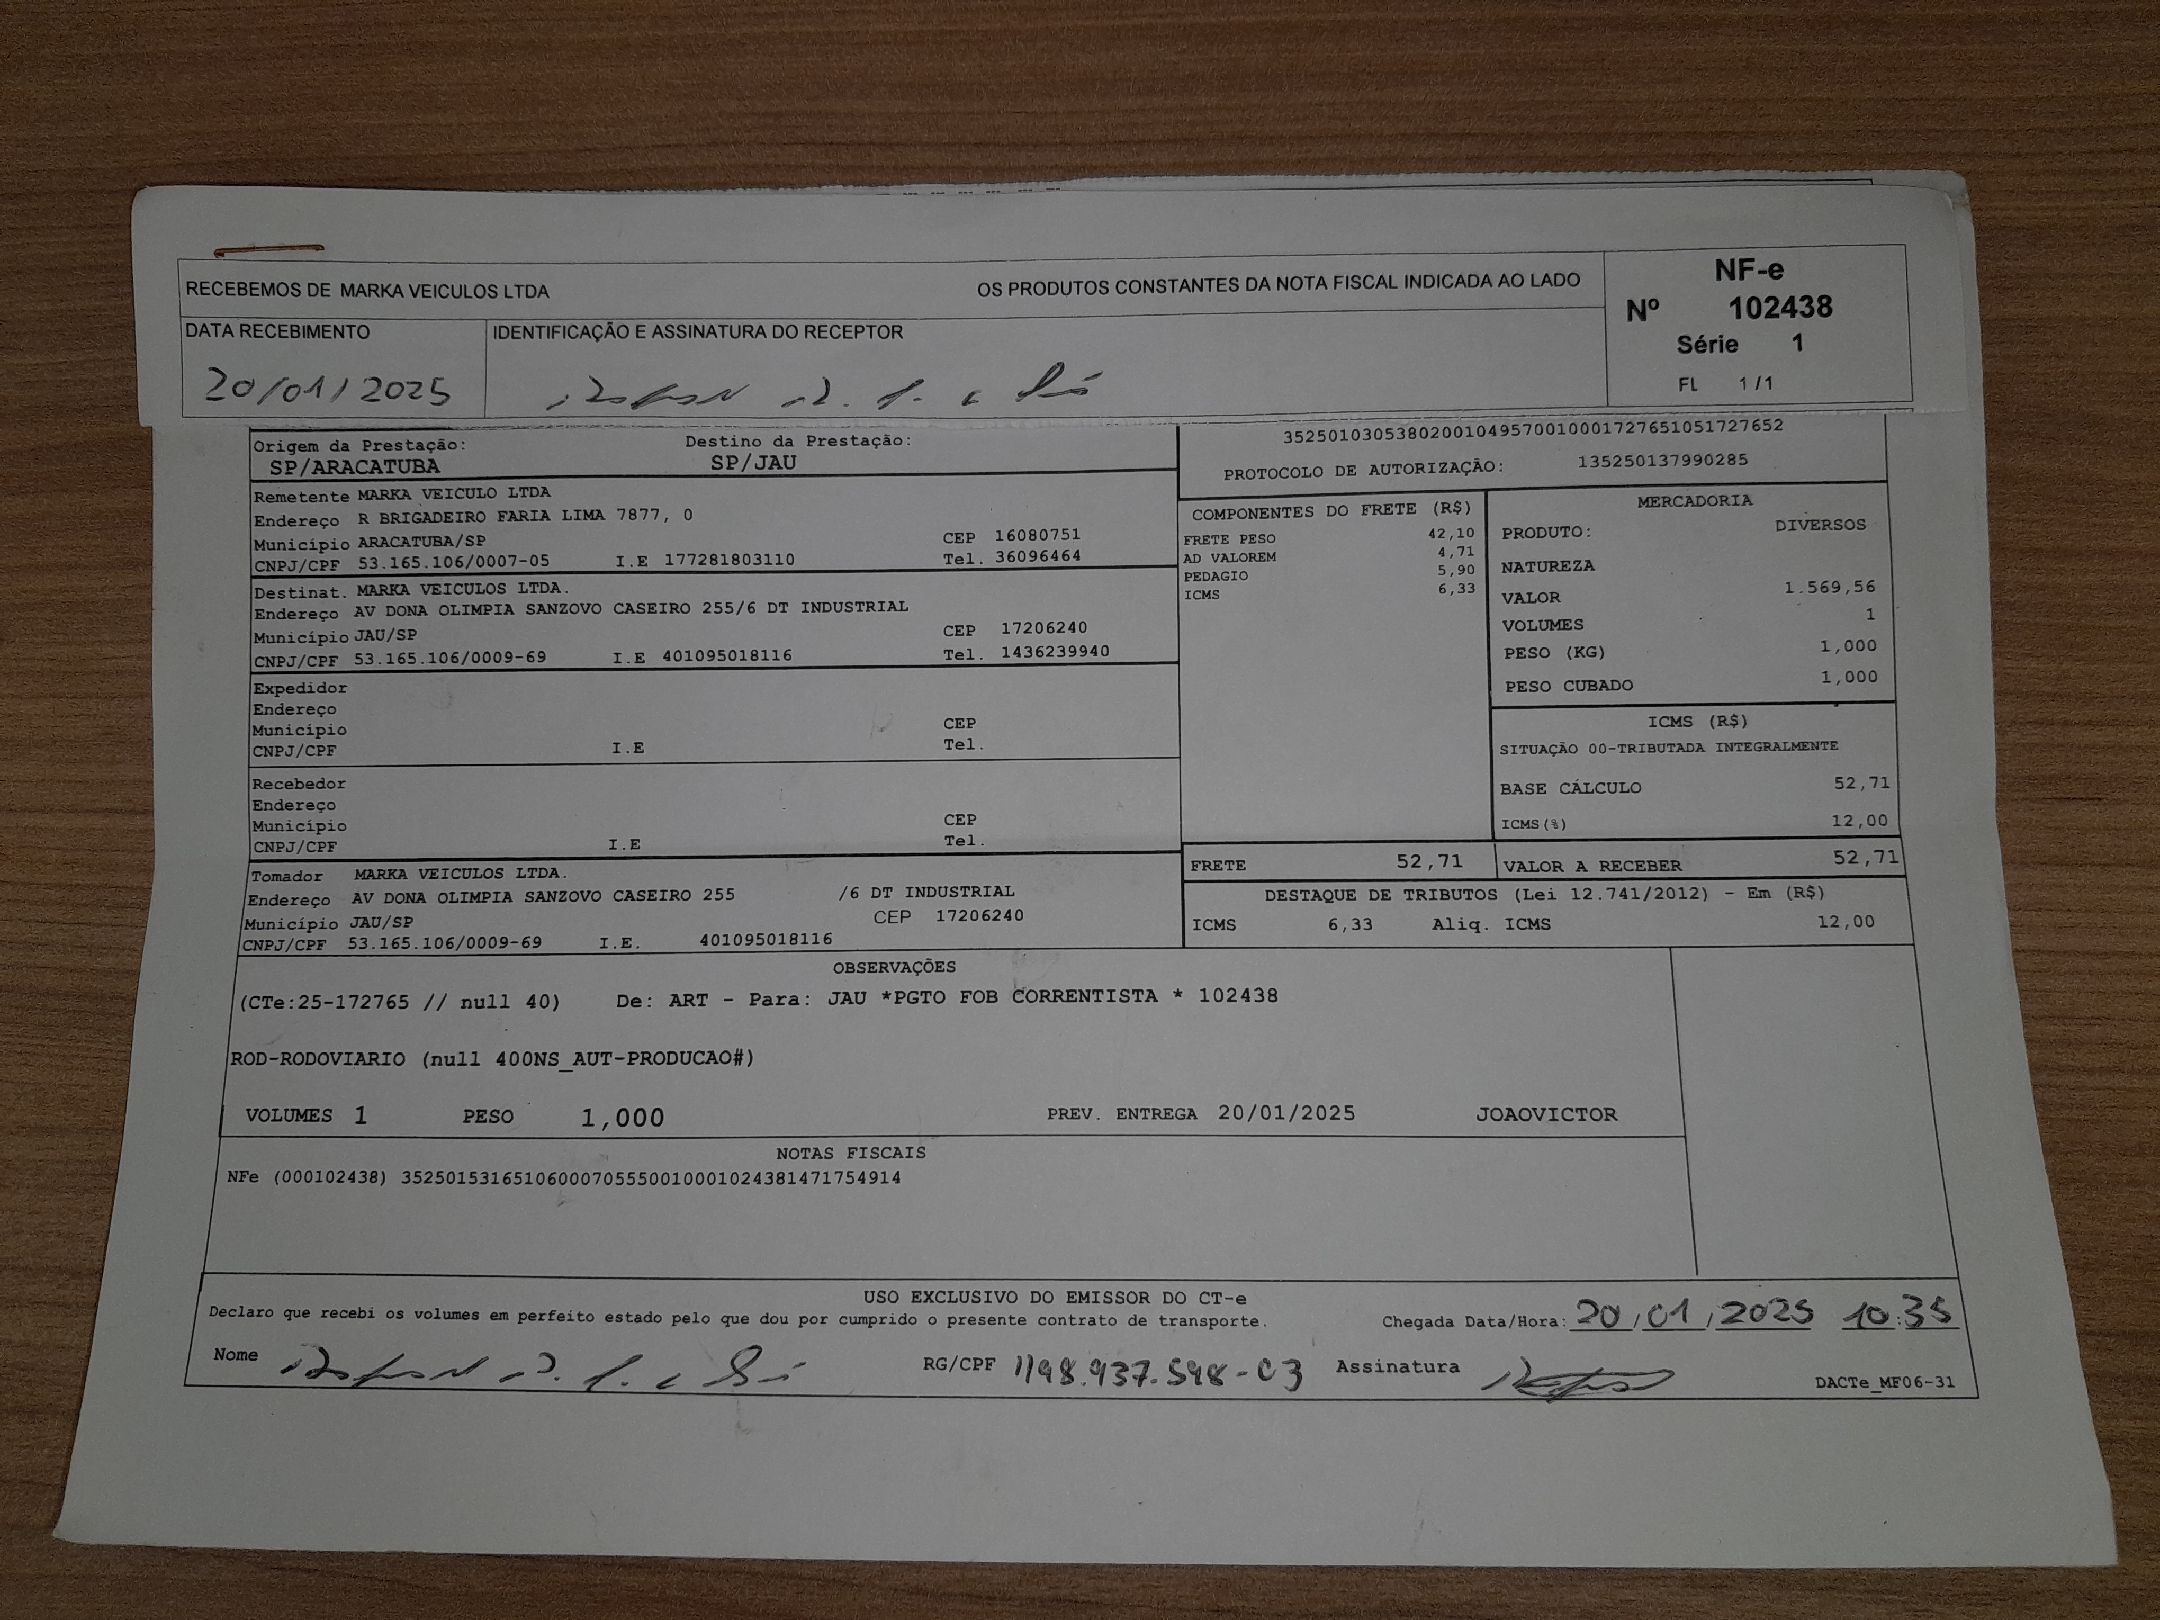 RECEBEMOS DE MARKA VEICULOS LTDA OS PRODUTOS CONSTANTES DA NOTA FISCAL INDICADA AO LADO
NF-e
Nº 102438
Série 1
FL 1/1
DATA RECEBIMENTO
20/01/2025
IDENTIFICAÇÃO E ASSINATURA DO RECEPTOR
Origem da Prestação: Destino da Prestação:
SP/ARACATUBA SP/JAU
35250103053802001049570010001727651051727652
PROTOCOLO DE AUTORIZAÇÃO: 135250137990285
Remetente MARKA VEICULO LTDA
Endereço R BRIGADEIRO FARIA LIMA 7877, 0
Município ARACATUBA/SP CEP 16080751
CNPJ/CPF 53.165.106/0007-05 I.E 177281803110 Tel. 36096464
Destinat. MARKA VEICULOS LTDA.
Endereço AV DONA OLIMPIA SANZOVO CASEIRO 255/6 DT INDUSTRIAL
Município JAU/SP CEP 17206240
CNPJ/CPF 53.165.106/0009-69 I.E 401095018116 Tel. 1436239940
Expedidor
Endereço
Município CEP
CNPJ/CPF I.E Tel.
Recebedor
Endereço
Município CEP
CNPJ/CPF I.E Tel.
Tomador MARKA VEICULOS LTDA.
Endereço AV DONA OLIMPIA SANZOVO CASEIRO 255 /6 DT INDUSTRIAL
Município JAU/SP CEP 17206240
CNPJ/CPF 53.165.106/0009-69 I.E. 401095018116
COMPONENTES DO FRETE (R$)
FRETE PESO 42,10
AD VALOREM 4,71
PEDAGIO 5,90
ICMS 6,33
MERCADORIA
PRODUTO: DIVERSOS
NATUREZA
VALOR 1.569,56
VOLUMES 1
PESO (KG) 1,000
PESO CUBADO 1,000
ICMS (R$)
SITUAÇÃO 00-TRIBUTADA INTEGRALMENTE
BASE CÁLCULO 52,71
ICMS(%) 12,00
FRETE 52,71 VALOR A RECEBER 52,71
DESTAQUE DE TRIBUTOS (Lei 12.741/2012) - Em (R$)
ICMS 6,33 Aliq. ICMS 12,00
OBSERVAÇÕES
(CTe:25-172765 // null 40) De: ART - Para: JAU *PGTO FOB CORRENTISTA * 102438
ROD-RODOVIARIO (null 400NS_AUT-PRODUCAO#)
VOLUMES 1 PESO 1,000 PREV. ENTREGA 20/01/2025 JOAOVICTOR
NOTAS FISCAIS
NFe (000102438) 35250153165106000705550010001024381471754914
USO EXCLUSIVO DO EMISSOR DO CT-e
Declaro que recebi os volumes em perfeito estado pelo que dou por cumprido o presente contrato de transporte.
Chegada Data/Hora: 20/01/2025 10:35
Nome RG/CPF Assinatura
DACTe_MF06-31